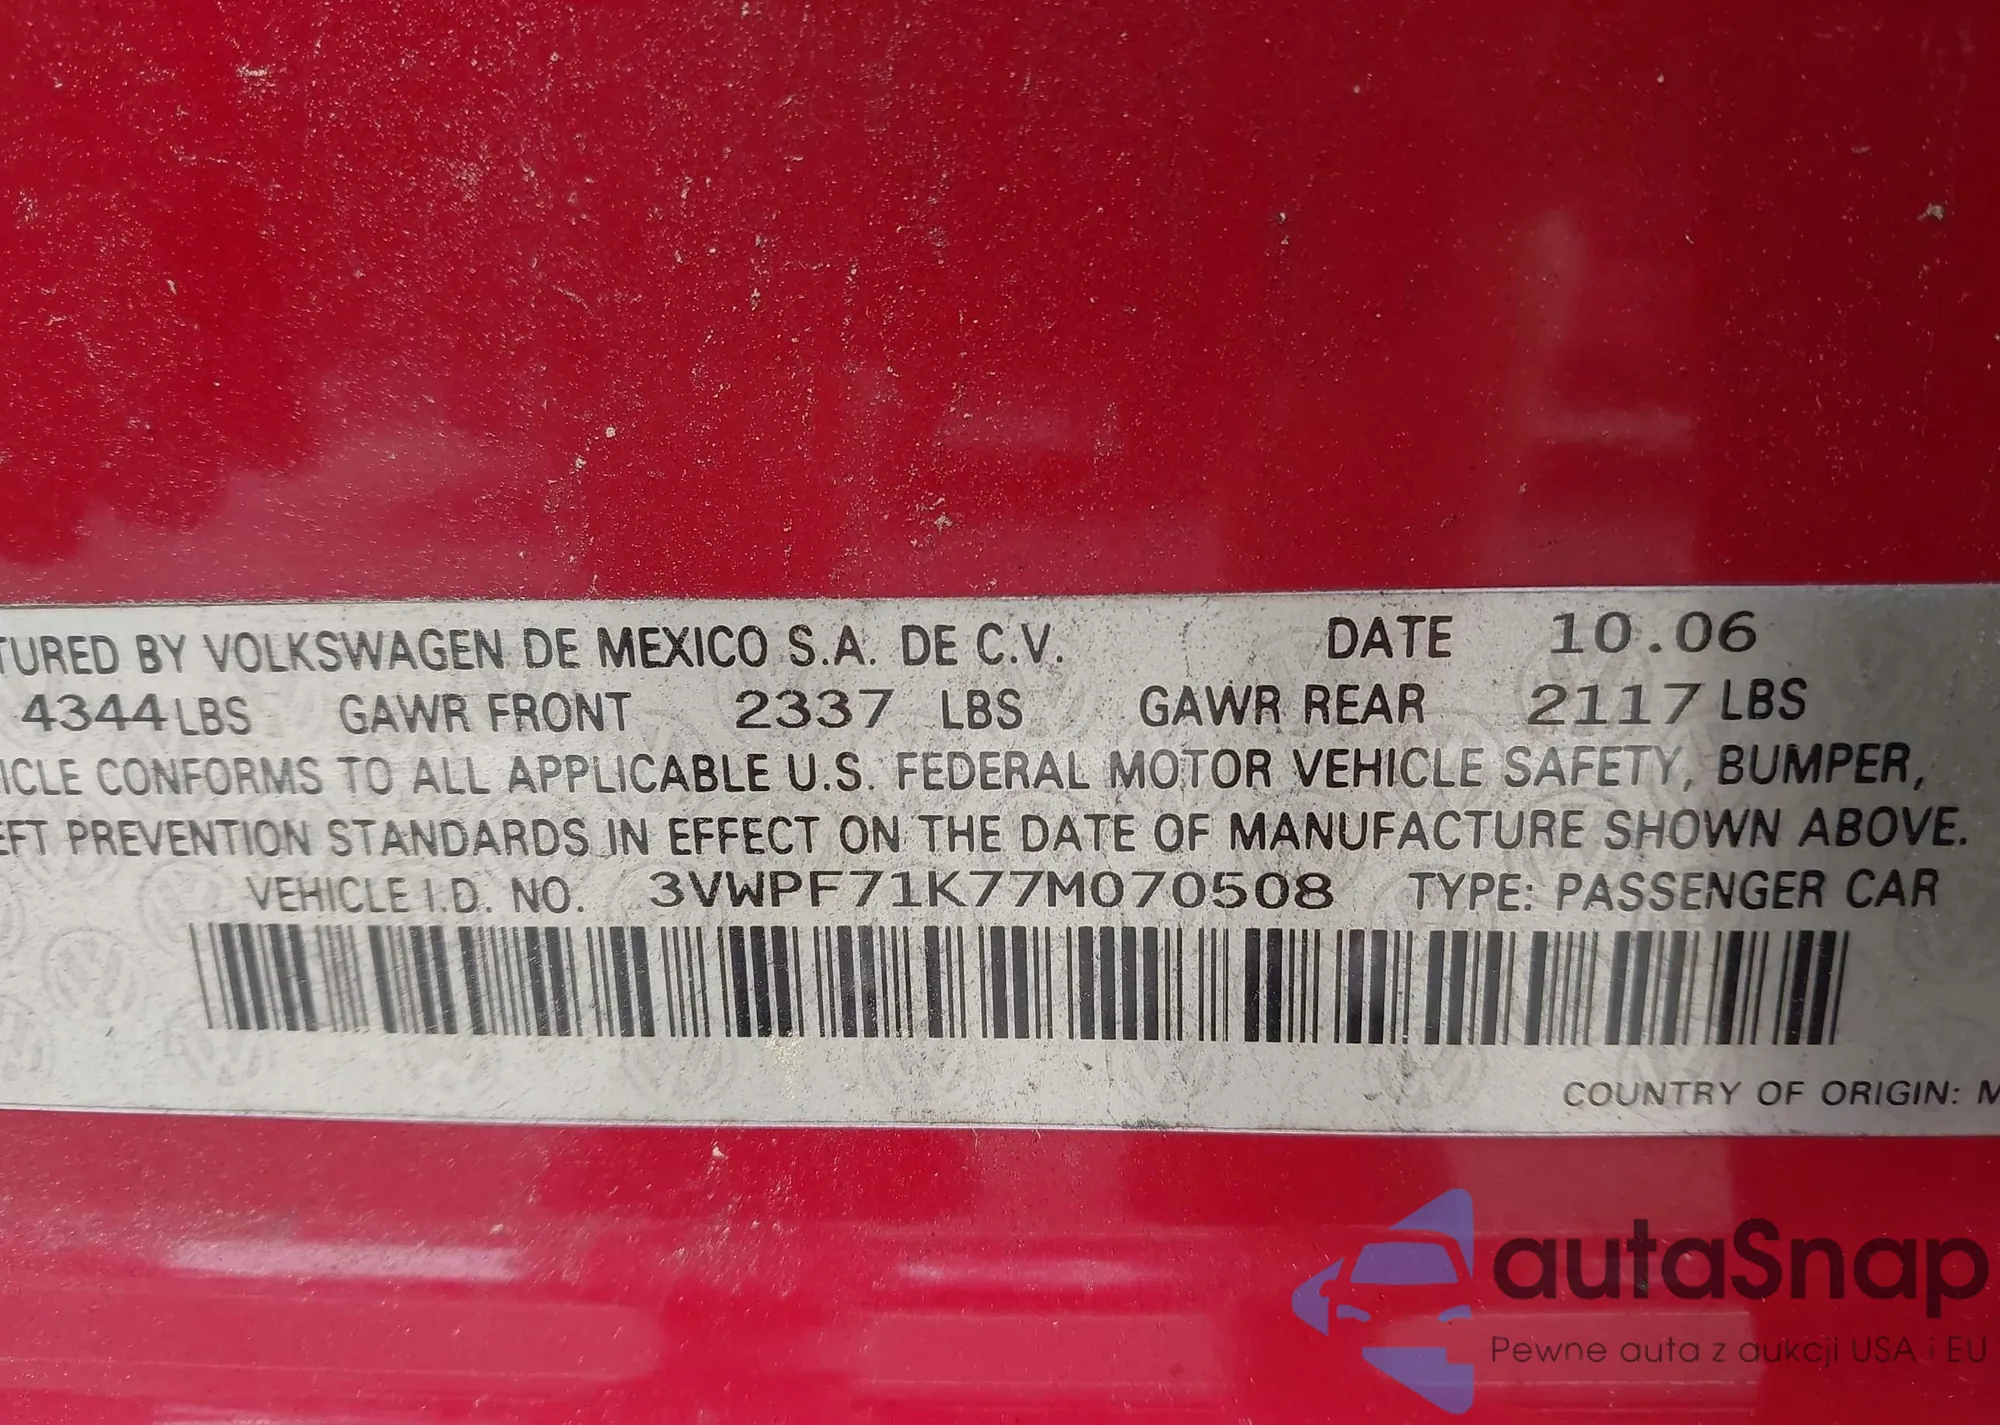 TURED BY VOLKSWAGEN DE MEXICO S.A. DE C.V. DATE 10.06
4344 LBS GAWR FRONT 2337 LBS GAWR REAR 2117 LBS
ICLE CONFORMS TO ALL APPLICABLE U.S. FEDERAL MOTOR VEHICLE SAFETY, BUMPER,
EFT PREVENTION STANDARDS IN EFFECT ON THE DATE OF MANUFACTURE SHOWN ABOVE.
VEHICLE I.D. NO. 3VWPF71K77M070508 TYPE: PASSENGER CAR
COUNTRY OF ORIGIN: M
autaSnap
Pewne auta z aukcji USA i EU